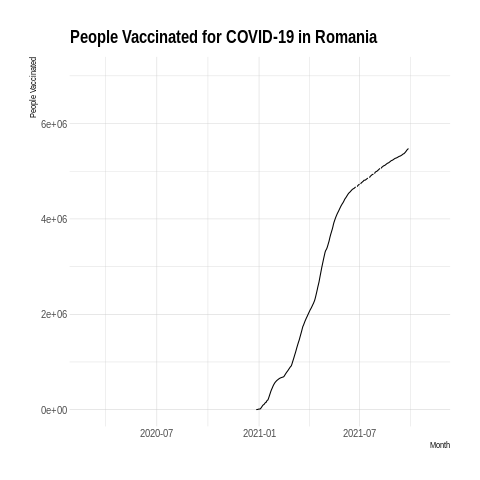 People Vaccinated for COVID-19 in Romania
People Vaccinated
6e+06
4e+06
2e+06
0e+00
2020-07
2021-01
2021-07
Month